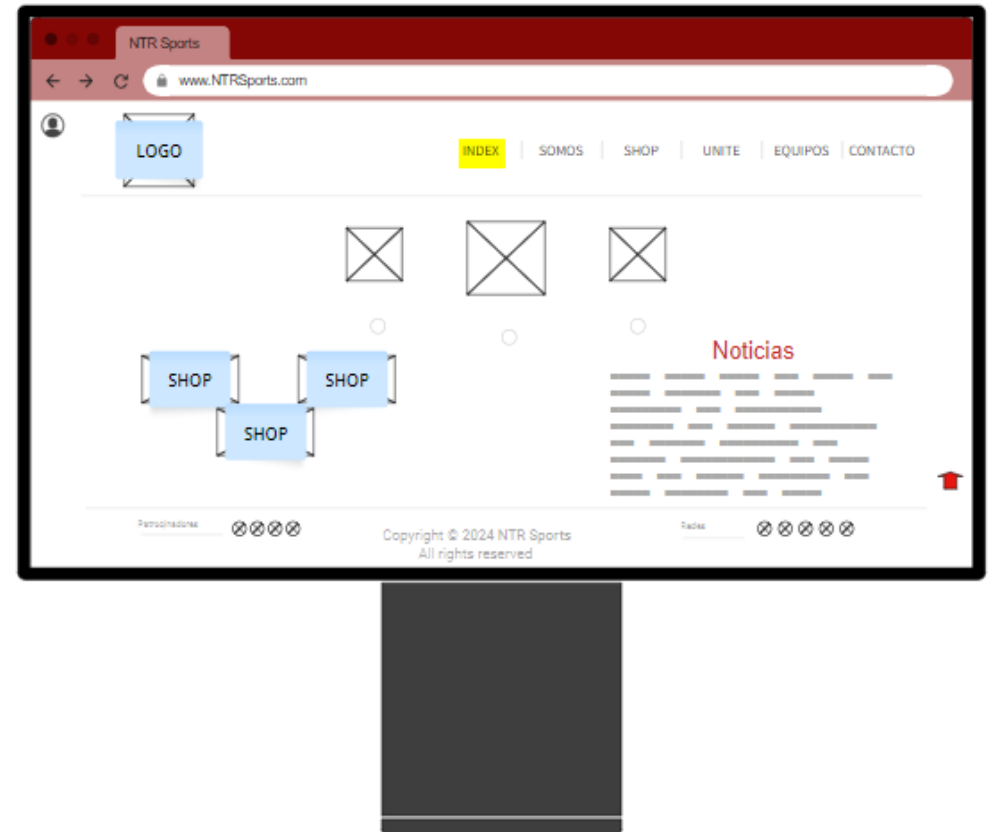 NTR Sports
www.NTRSports.com
LOGO
INDEX SOMOS SHOP UNITE EQUIPOS CONTACTO
Noticias
SHOP SHOP
SHOP
Patrocinadores
Copyright © 2024 NTR Sports
All rights reserved
Redes